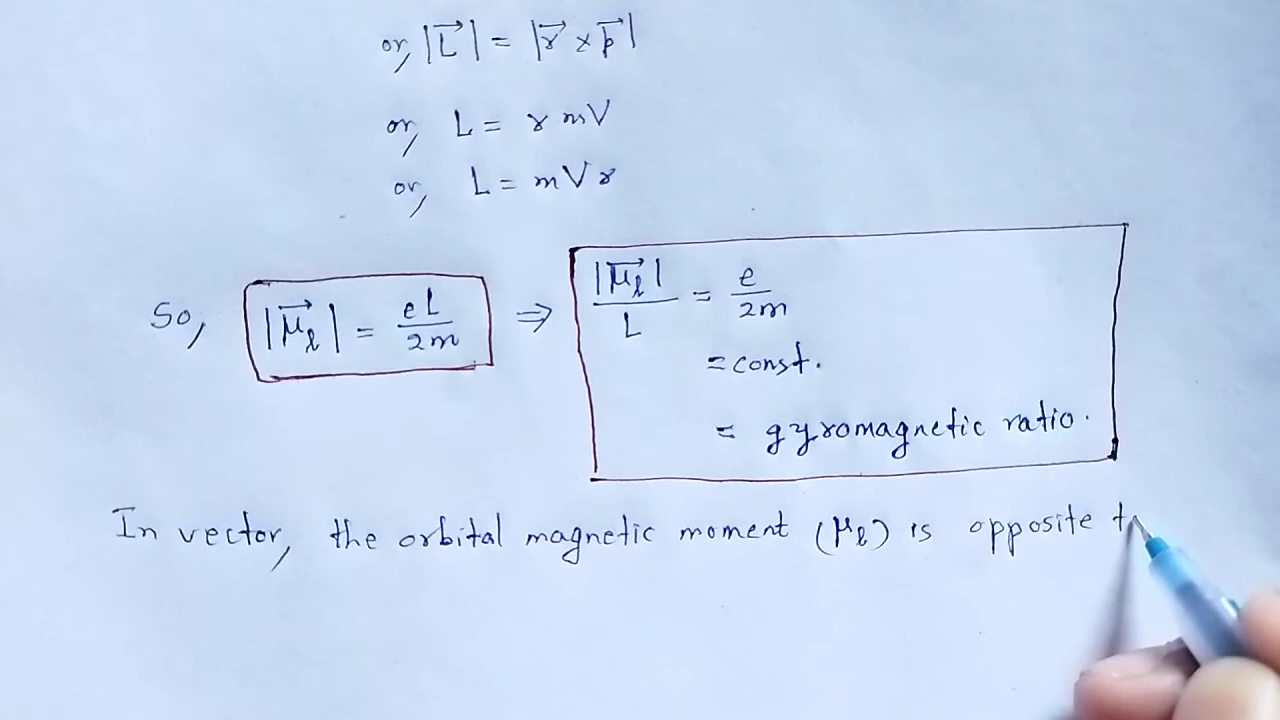 or, |L⃗| = |r⃗ × p⃗|
or, L = r mV
or, L = mVr
So, |μ⃗ₗ| = eL/2m ⇒ |μ⃗ₗ|/L = e/2m
= const.
= gyromagnetic ratio.
In vector, the orbital magnetic moment (μₗ) is opposite t